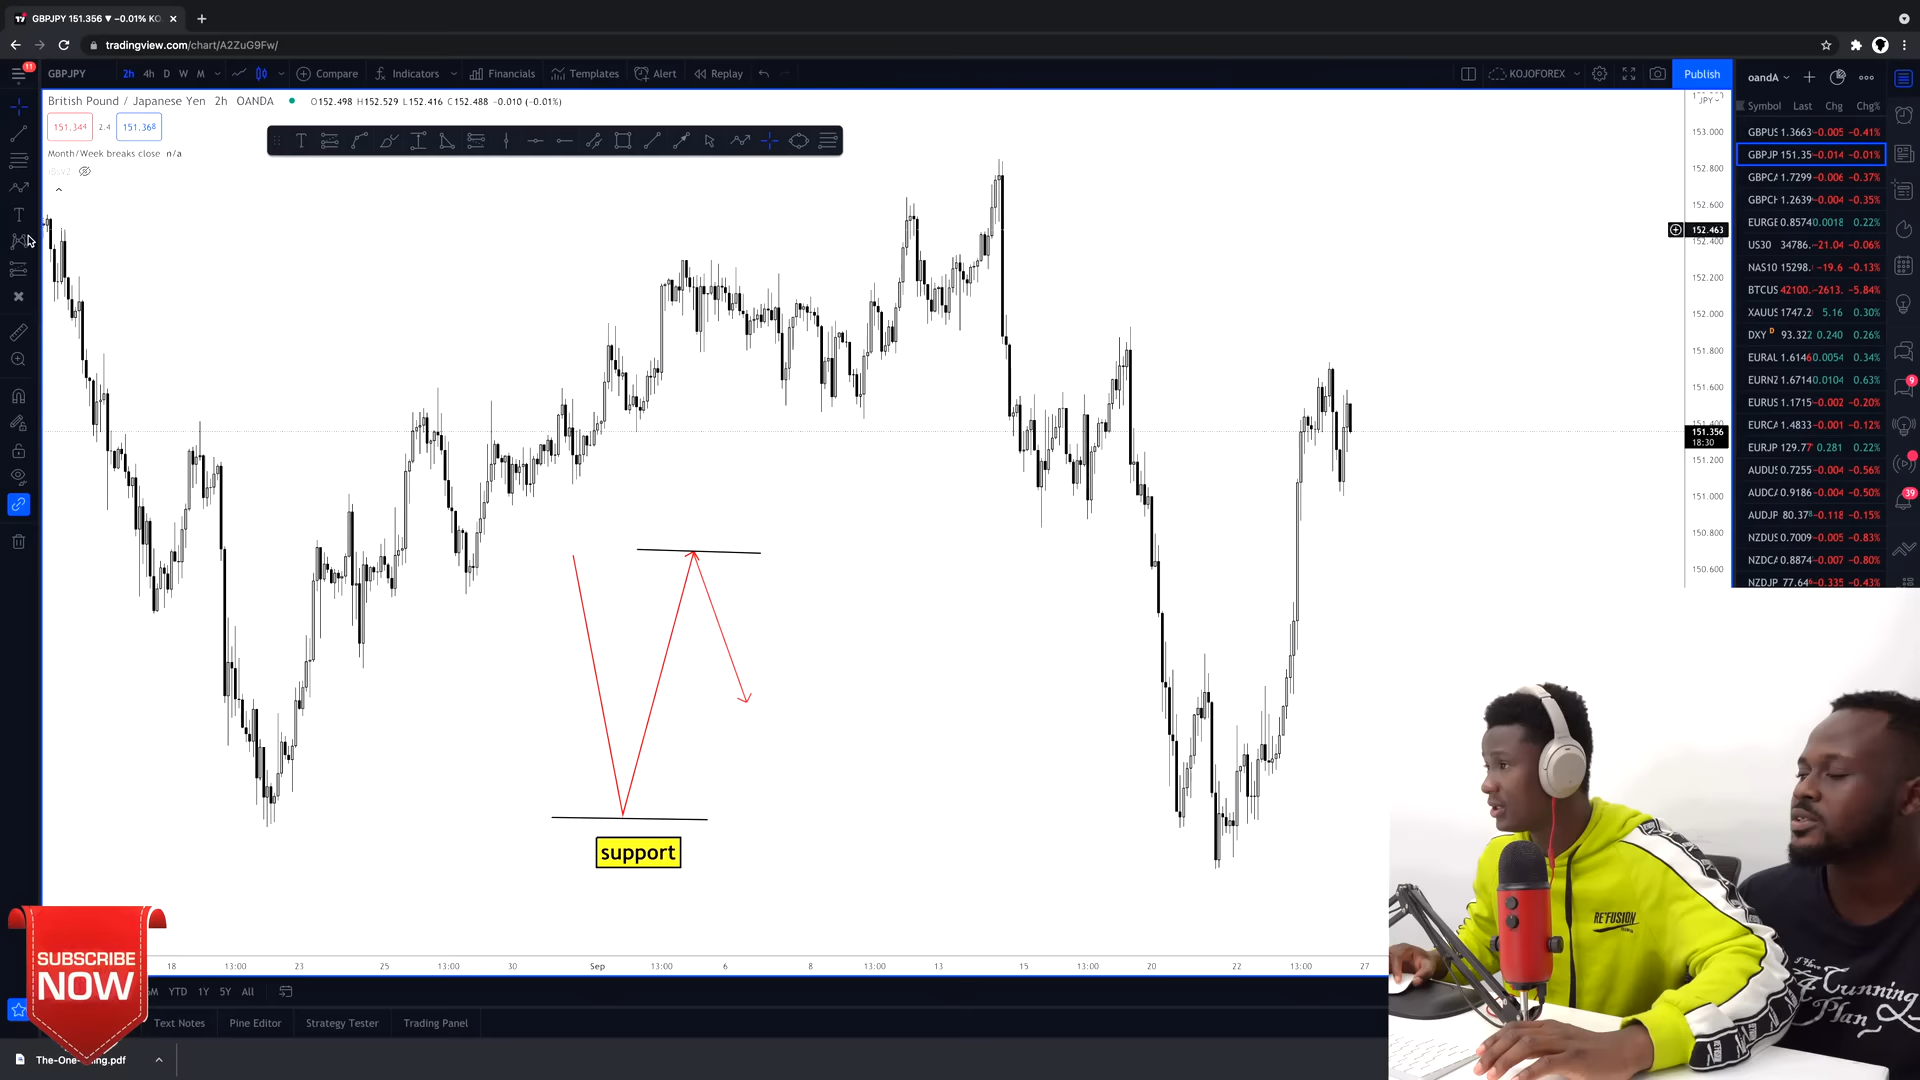 GBPJPY 151.356 ▼ −0.01% KO
tradingview.com/chart/A2ZuG9Fw/
11
GBPJPY 2h 4h D W M Compare Indicators Financials Templates Alert Replay KOJOFOREX Publish
British Pound / Japanese Yen 2h OANDA O152.498 H152.529 L152.416 C152.488 −0.010 (−0.01%)
151.344 2.4 151.368
Month/Week breaks close n/a
JPY
153.000
152.800
152.600
152.463
152.400
152.200
152.000
151.800
151.600
151.356
18:30
151.200
151.000
150.800
150.600
oandA
Symbol Last Chg Chg%
GBPUS 1.3663 −0.005 −0.41%
GBPJP 151.35 −0.014 −0.01%
GBPCA 1.7299 −0.006 −0.37%
GBPCH 1.2639 −0.004 −0.35%
EURGE 0.8574 0.0018 0.22%
US30 34786. −21.04 −0.06%
NAS10 15298. −19.6 −0.13%
BTCUS 42100. −2613. −5.84%
XAUUS 1747.2 5.16 0.30%
DXY D 93.322 0.240 0.26%
EURAU 1.6146 0.0054 0.34%
EURNZ 1.6714 0.0104 0.63%
EURUS 1.1715 −0.002 −0.20%
EURCA 1.4833 −0.001 −0.12%
EURJP 129.77 0.281 0.22%
AUDUS 0.7255 −0.004 −0.56%
AUDCA 0.9186 −0.004 −0.50%
AUDJP 80.378 −0.118 −0.15%
NZDUS 0.7009 −0.005 −0.83%
NZDCA 0.8874 −0.007 −0.80%
NZDJP 77.646 −0.335 −0.43%
9
39
support
18 13:00 23 25 13:00 30 Sep 13:00 6 8 13:00 13 15 13:00 20 22 13:00 27
YTD 1Y 5Y All
Text Notes Pine Editor Strategy Tester Trading Panel
SUBSCRIBE
NOW
RE'FUSION
I Have
A Cunning
Plan